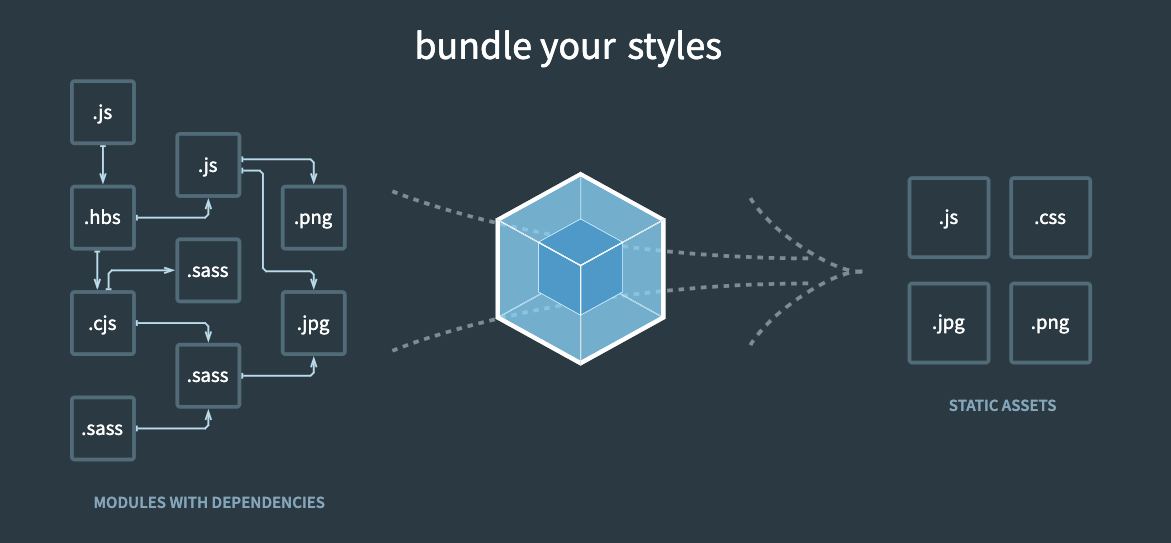 bundle your styles
.js
.js
.hbs
.png
.sass
.cjs
.jpg
.sass
.sass
MODULES WITH DEPENDENCIES
.js
.css
.jpg
.png
STATIC ASSETS